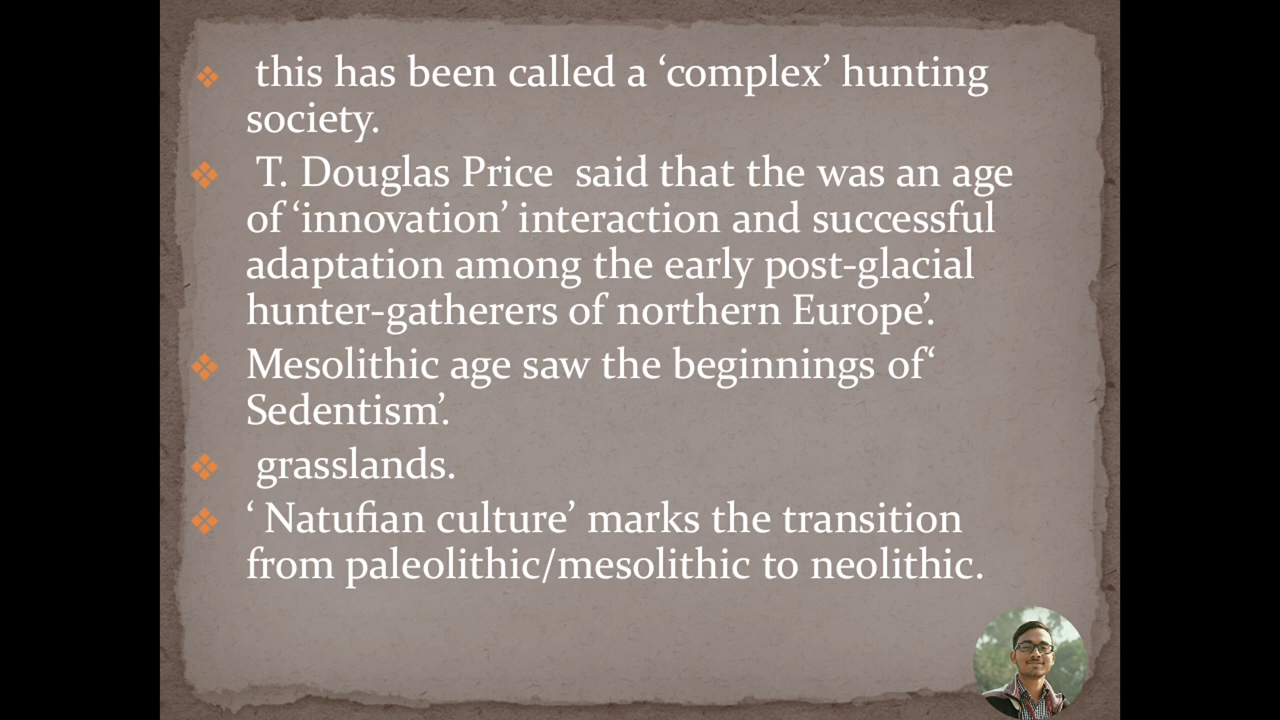 this has been called a ‘complex’ hunting
society.
T. Douglas Price said that the was an age
of ‘innovation’ interaction and successful
adaptation among the early post-glacial
hunter-gatherers of northern Europe’.
Mesolithic age saw the beginnings of‘
Sedentism’.
grasslands.
‘ Natufian culture’ marks the transition
from paleolithic/mesolithic to neolithic.